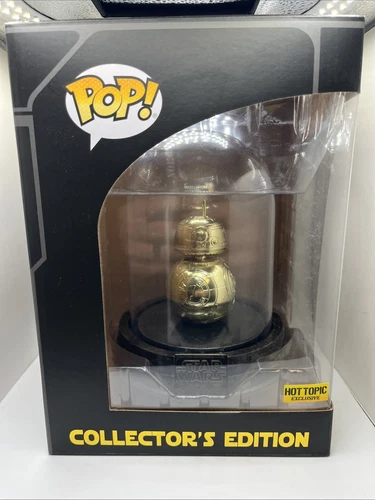 POP!
STAR
WARS
HOT TOPIC
EXCLUSIVE
COLLECTOR'S EDITION